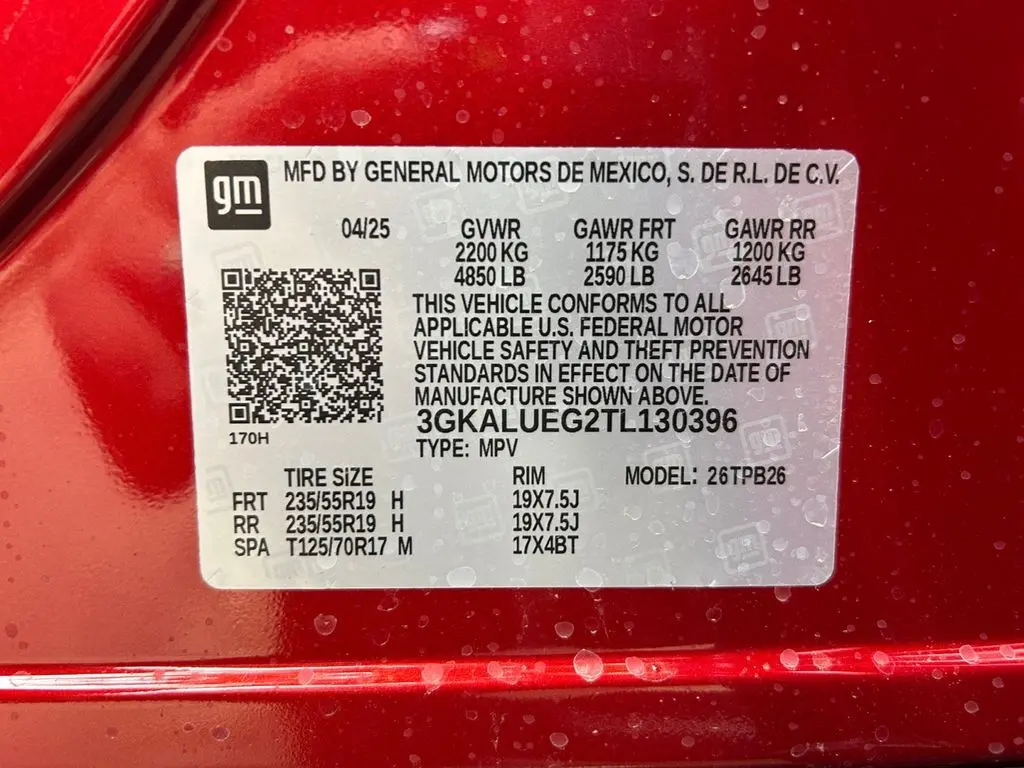 gm MFD BY GENERAL MOTORS DE MEXICO, S. DE R.L. DE C.V.
04/25 GVWR GAWR FRT GAWR RR
2200 KG 1175 KG 1200 KG
4850 LB 2590 LB 2645 LB
THIS VEHICLE CONFORMS TO ALL
APPLICABLE U.S. FEDERAL MOTOR
VEHICLE SAFETY AND THEFT PREVENTION
STANDARDS IN EFFECT ON THE DATE OF
MANUFACTURE SHOWN ABOVE.
3GKALUEG2TL130396
170H
TYPE: MPV
TIRE SIZE RIM MODEL: 26TPB26
FRT 235/55R19 H 19X7.5J
RR 235/55R19 H 19X7.5J
SPA T125/70R17 M 17X4BT